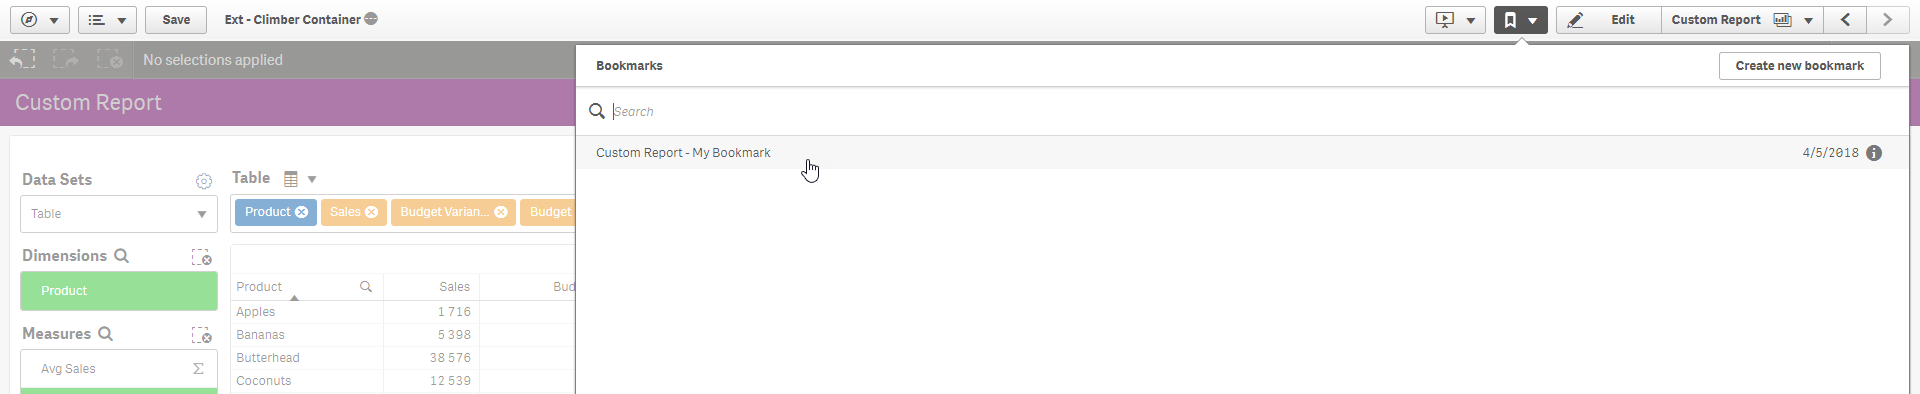 Save Ext - Climber Container Edit Custom Report
No selections applied
Bookmarks Create new bookmark
Custom Report
Search
Custom Report - My Bookmark 4/5/2018
Data Sets
Table
Dimensions
Product
Measures
Avg Sales
Table
Product Sales Budget Varian... Budget
Product Sales Bud
Apples 1 716
Bananas 5 398
Butterhead 38 576
Coconuts 12 539